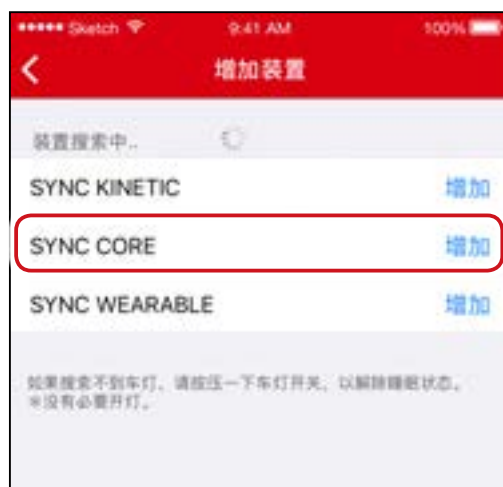 Sketch 9:41 AM 100%
增加装置
装置搜索中..
SYNC KINETIC 增加
SYNC CORE 增加
SYNC WEARABLE 增加
如果搜索不到车灯，请按压一下车灯开关，以解除睡眠状态。
※没有必要开灯。